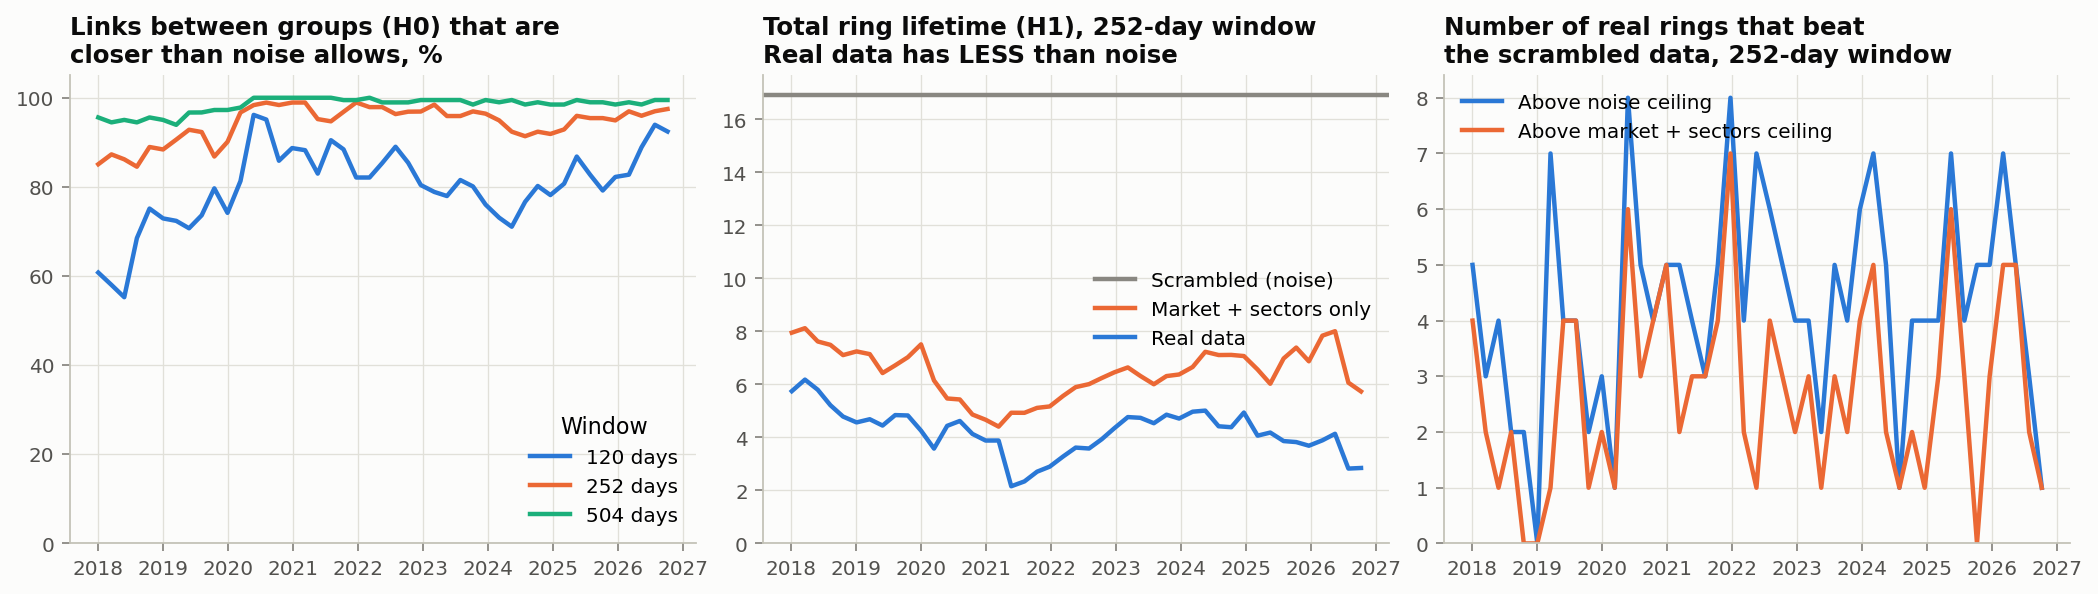 Links between groups (H0) that are
closer than noise allows, %
100
80
60
40
20
0
Window
120 days
252 days
504 days
2018 2019 2020 2021 2022 2023 2024 2025 2026 2027
Total ring lifetime (H1), 252-day window
Real data has LESS than noise
16
14
12
10
8
6
4
2
0
Scrambled (noise)
Market + sectors only
Real data
2018 2019 2020 2021 2022 2023 2024 2025 2026 2027
Number of real rings that beat
the scrambled data, 252-day window
8
7
6
5
4
3
2
1
0
Above noise ceiling
Above market + sectors ceiling
2018 2019 2020 2021 2022 2023 2024 2025 2026 2027